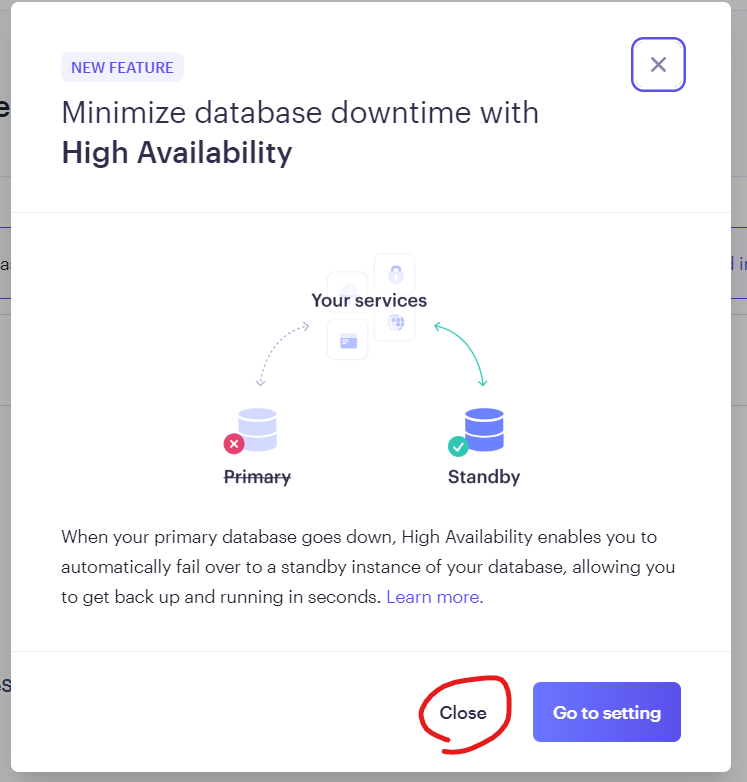 NEW FEATURE
Minimize database downtime with
High Availability
Your services
Primary
Standby
When your primary database goes down, High Availability enables you to
automatically fail over to a standby instance of your database, allowing you
to get back up and running in seconds. Learn more.
Close
Go to setting